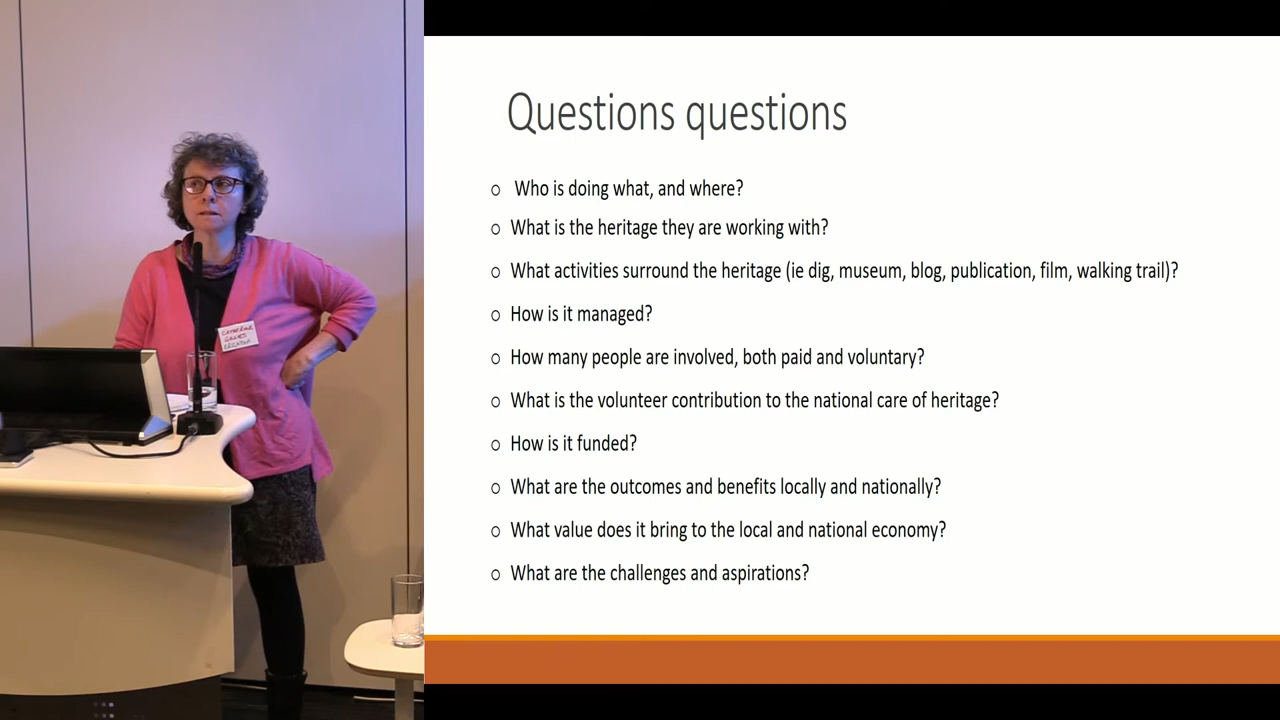 Questions questions
o Who is doing what, and where?
o What is the heritage they are working with?
o What activities surround the heritage (ie dig, museum, blog, publication, film, walking trail)?
o How is it managed?
o How many people are involved, both paid and voluntary?
o What is the volunteer contribution to the national care of heritage?
o How is it funded?
o What are the outcomes and benefits locally and nationally?
o What value does it bring to the local and national economy?
o What are the challenges and aspirations?
CATHERINE
GILLIES